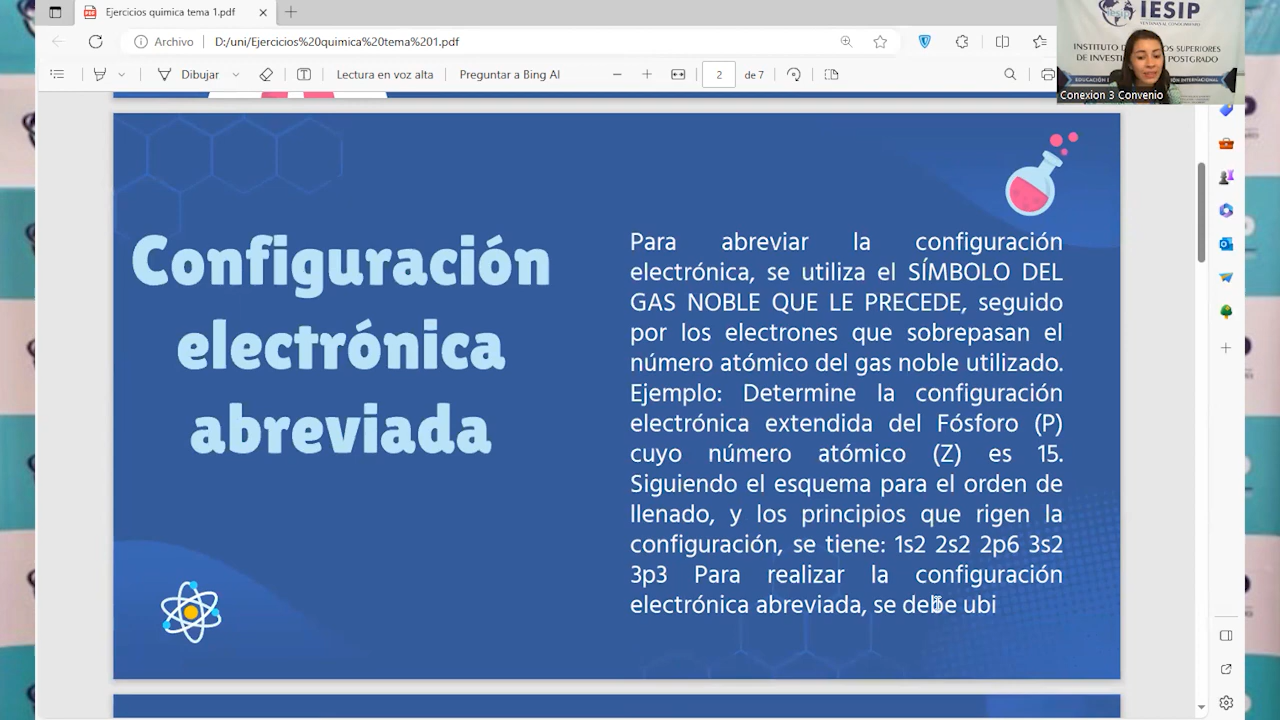 Ejercicios quimica tema 1.pdf
Archivo D:/uni/Ejercicios%20quimica%20tema%201.pdf
Dibujar Lectura en voz alta Preguntar a Bing AI 2 de 7
IESIP
SUPERIORES
DE INVESTIG POSTGRADO
Conexion 3 Convenio
Configuración
electrónica
abreviada
Para abreviar la configuración
electrónica, se utiliza el SÍMBOLO DEL
GAS NOBLE QUE LE PRECEDE, seguido
por los electrones que sobrepasan el
número atómico del gas noble utilizado.
Ejemplo: Determine la configuración
electrónica extendida del Fósforo (P)
cuyo número atómico (Z) es 15.
Siguiendo el esquema para el orden de
llenado, y los principios que rigen la
configuración, se tiene: 1s2 2s2 2p6 3s2
3p3 Para realizar la configuración
electrónica abreviada, se debe ubi